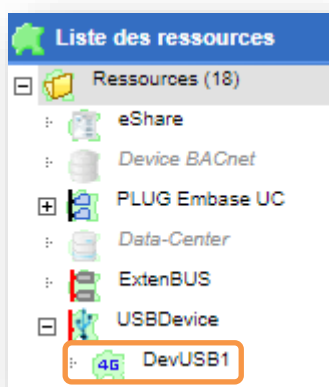 Liste des ressources
Ressources (18)
eShare
Device BACnet
PLUG Embase UC
Data-Center
ExtenBUS
USBDevice
4G DevUSB1